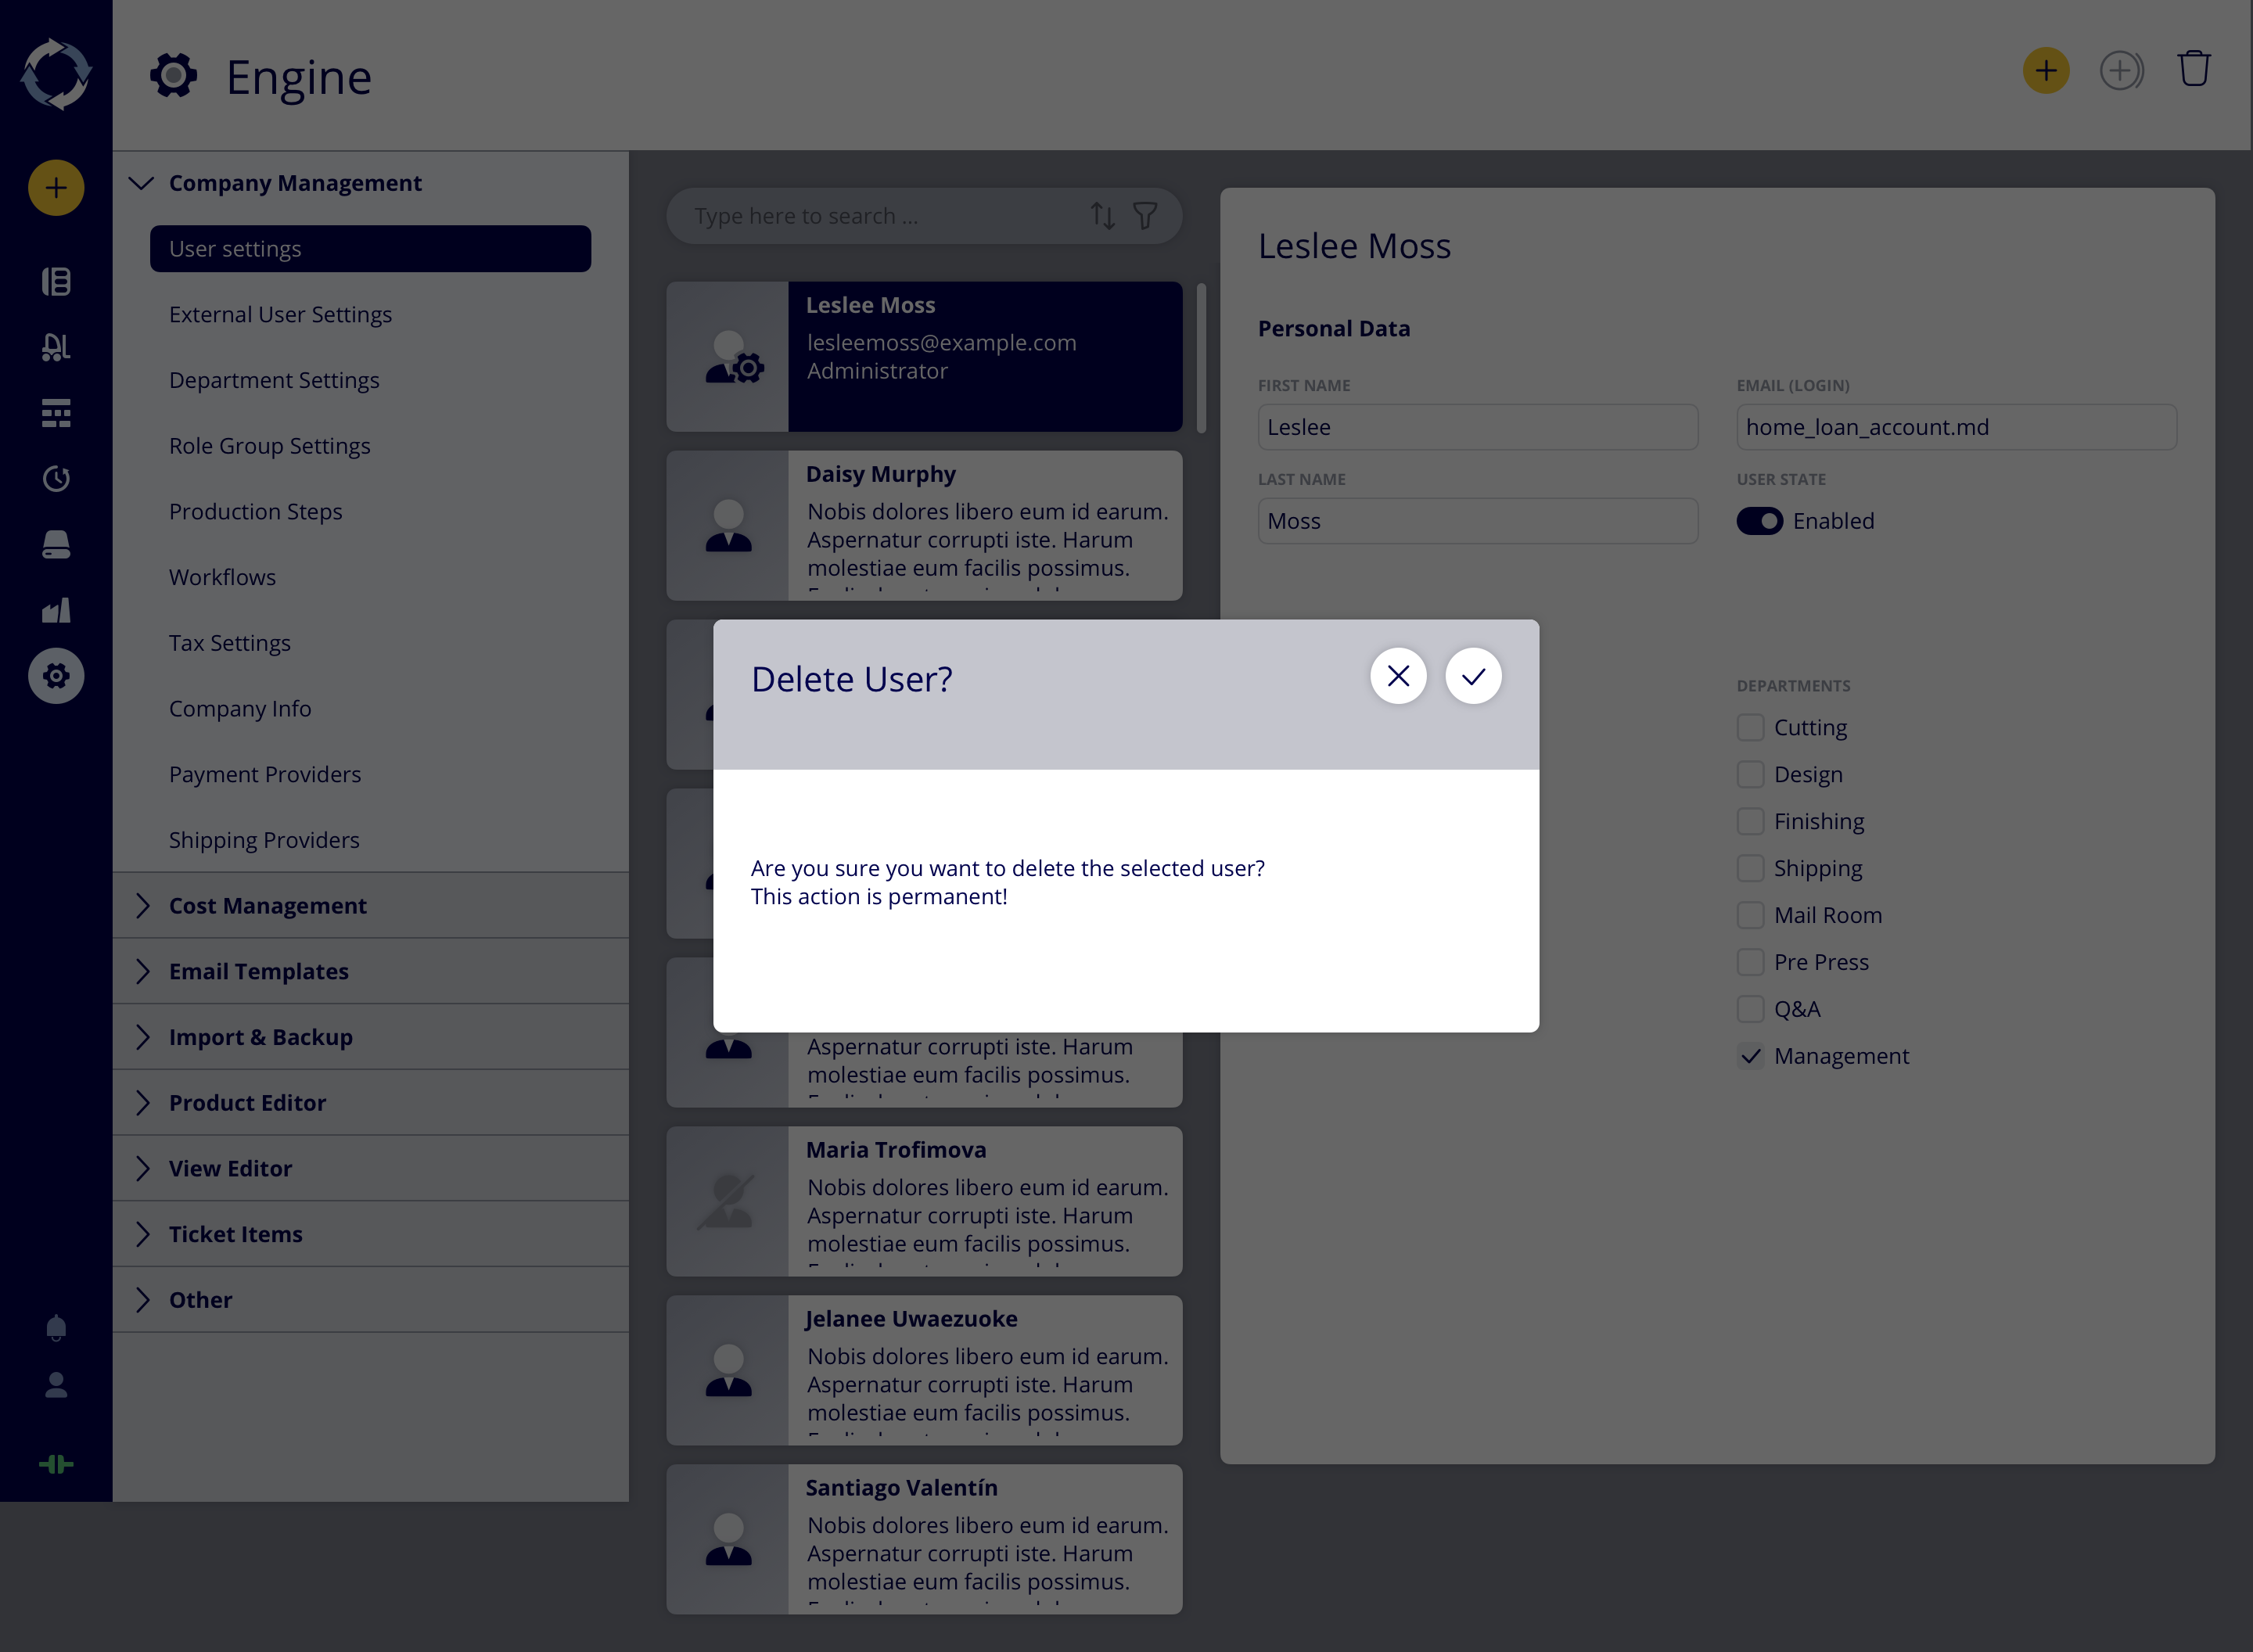 Engine
Company Management
User settings
External User Settings
Department Settings
Role Group Settings
Production Steps
Workflows
Tax Settings
Company Info
Payment Providers
Shipping Providers
Cost Management
Email Templates
Import & Backup
Product Editor
View Editor
Ticket Items
Other
Type here to search ...
Leslee Moss
lesleemoss@example.com
Administrator
Daisy Murphy
Nobis dolores libero eum id earum.
Aspernatur corrupti iste. Harum
molestiae eum facilis possimus.
Aspernatur corrupti iste. Harum
molestiae eum facilis possimus.
Maria Trofimova
Nobis dolores libero eum id earum.
Aspernatur corrupti iste. Harum
molestiae eum facilis possimus.
Jelanee Uwaezuoke
Nobis dolores libero eum id earum.
Aspernatur corrupti iste. Harum
molestiae eum facilis possimus.
Santiago Valentín
Nobis dolores libero eum id earum.
Aspernatur corrupti iste. Harum
molestiae eum facilis possimus.
Leslee Moss
Personal Data
FIRST NAME
Leslee
EMAIL (LOGIN)
home_loan_account.md
LAST NAME
Moss
USER STATE
Enabled
DEPARTMENTS
Cutting
Design
Finishing
Shipping
Mail Room
Pre Press
Q&A
Management
Delete User?
Are you sure you want to delete the selected user?
This action is permanent!